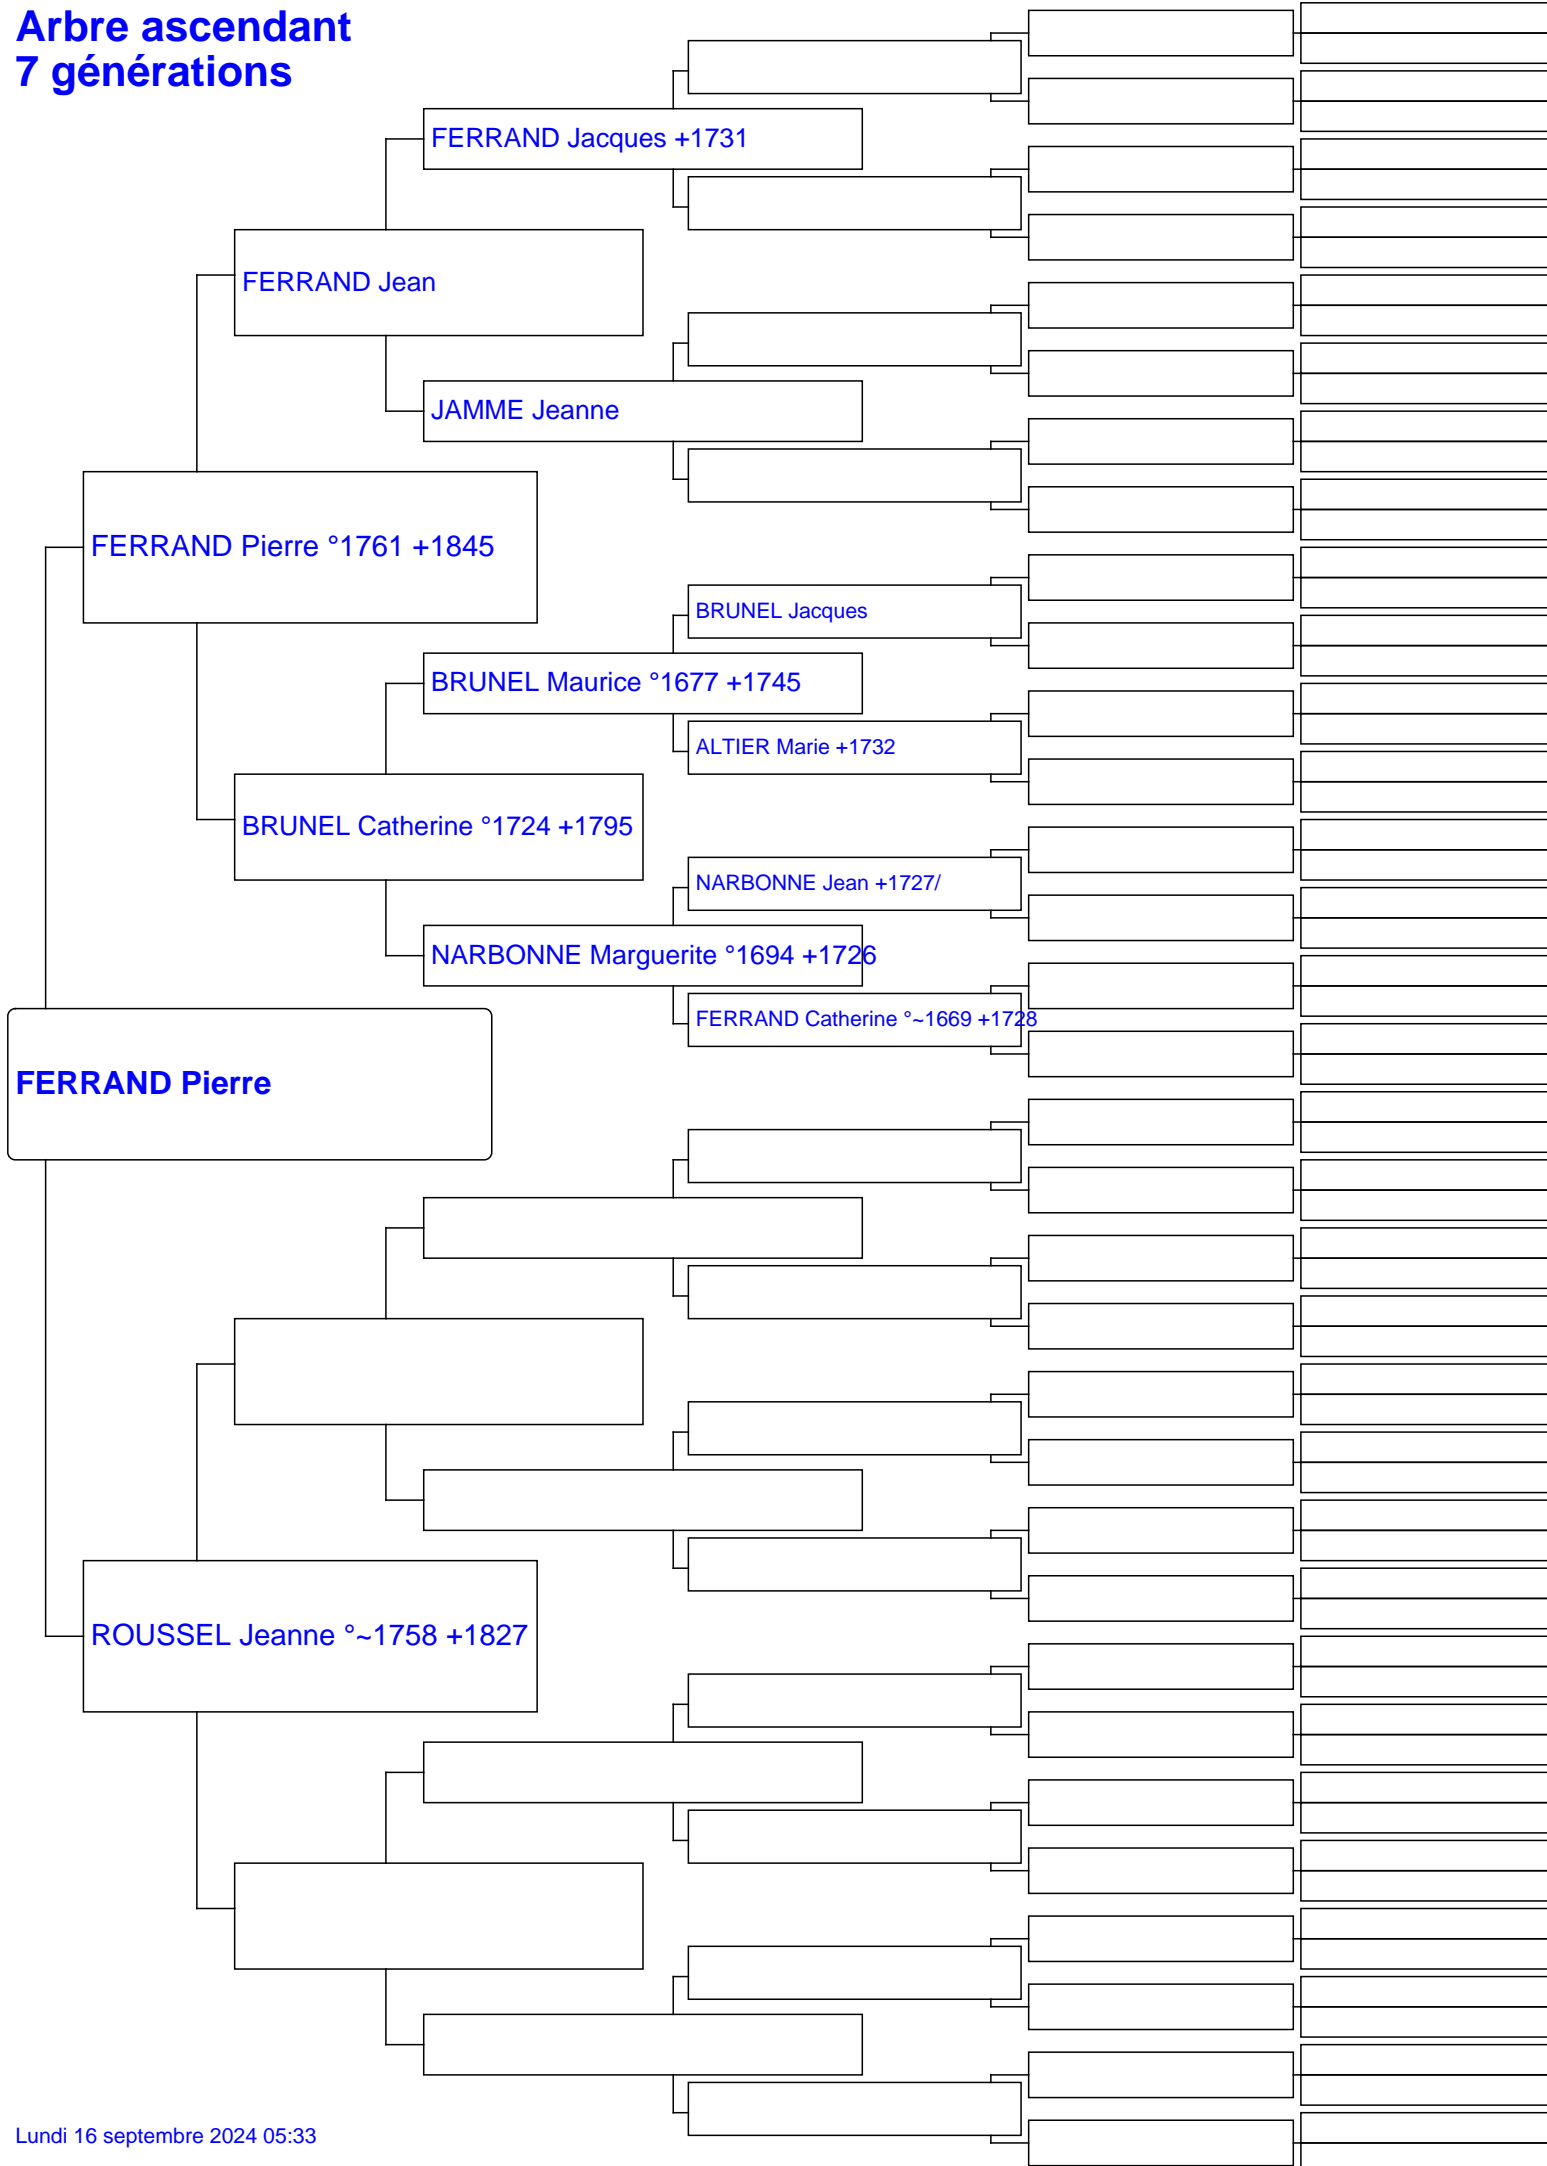 Arbre ascendant
7 générations
FERRAND Jacques +1731
FERRAND Jean
JAMME Jeanne
FERRAND Pierre °1761 +1845
BRUNEL Jacques
BRUNEL Maurice °1677 +1745
ALTIER Marie +1732
BRUNEL Catherine °1724 +1795
NARBONNE Jean +1727/
NARBONNE Marguerite °1694 +1726
FERRAND Catherine °~1669 +1728
FERRAND Pierre
ROUSSEL Jeanne °~1758 +1827
Lundi 16 septembre 2024 05:33